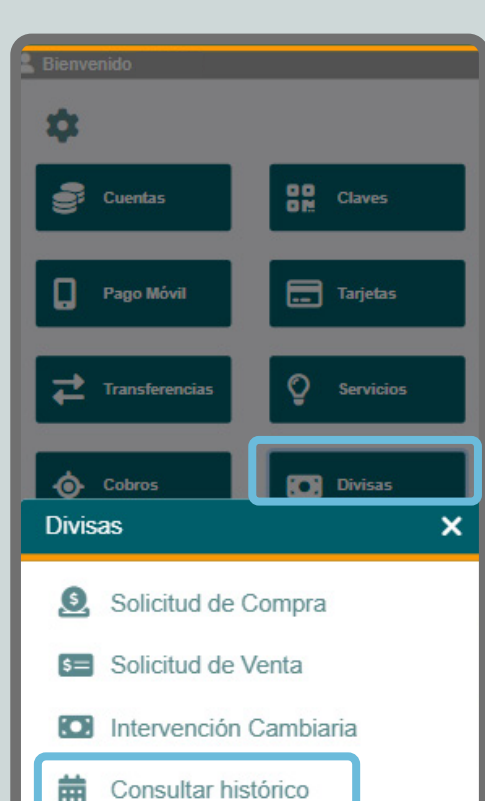 Bienvenido
Cuentas
Claves
Pago Móvil
Tarjetas
Transferencias
Servicios
Cobros
Divisas
Divisas
Solicitud de Compra
Solicitud de Venta
Intervención Cambiaria
Consultar histórico